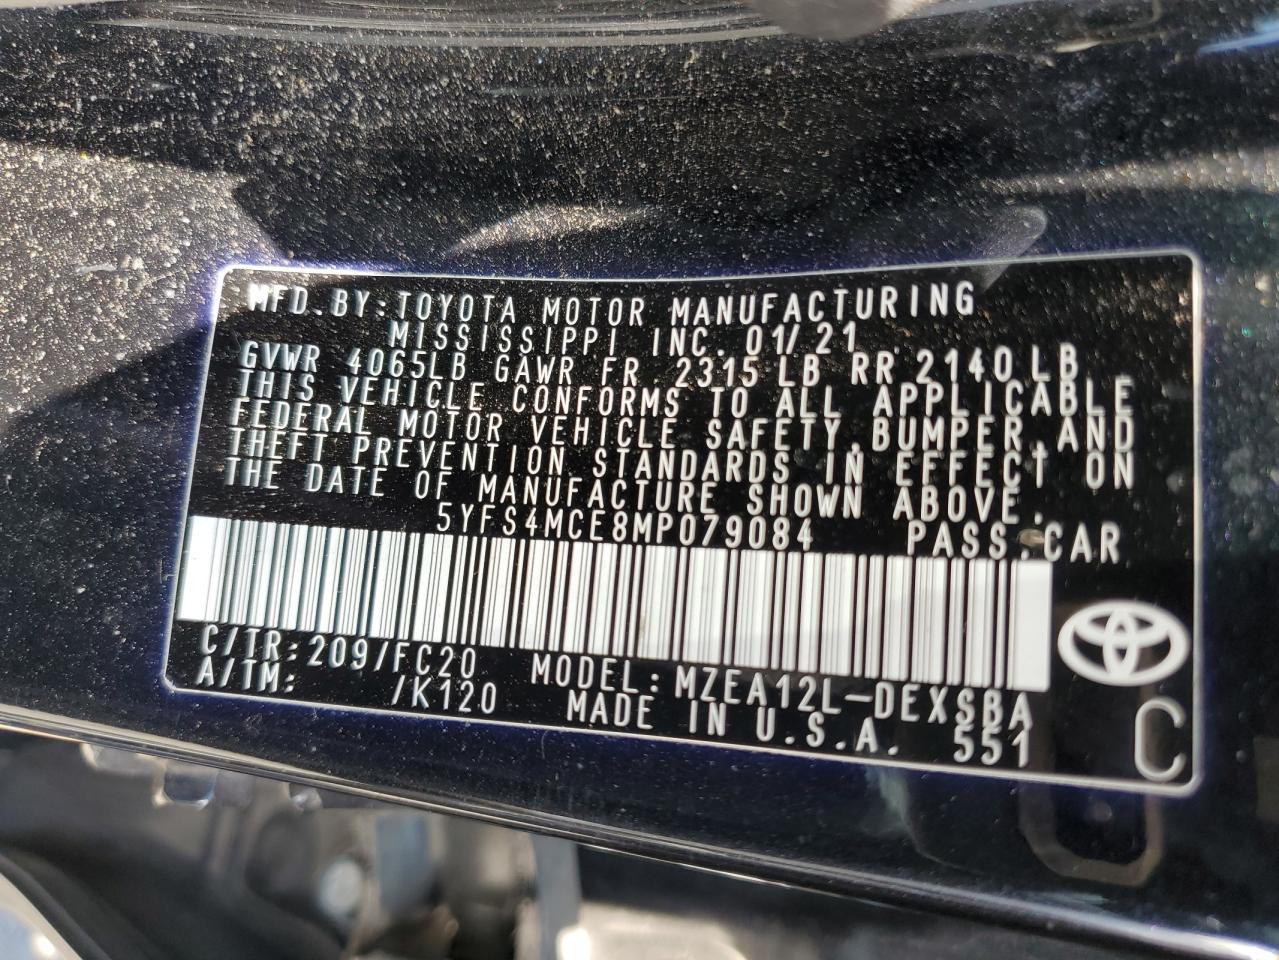 MFD.BY:TOYOTA MOTOR MANUFACTURING
MISSISSIPPI INC. 01/21
GVWR 4065LB GAWR FR. 2315 LB RR 2140 LB
THIS VEHICLE CONFORMS TO ALL APPLICABLE
FEDERAL MOTOR VEHICLE SAFETY,BUMPER,AND
THEFT PREVENTION STANDARDS IN EFFECT ON
THE DATE OF MANUFACTURE SHOWN ABOVE.
5YFS4MCE8MP079084 PASS.CAR
C/TR:209/FC20 MODEL:MZEA12L-DEXSBA
A/TM: /K120 MADE IN U.S.A. 551
C